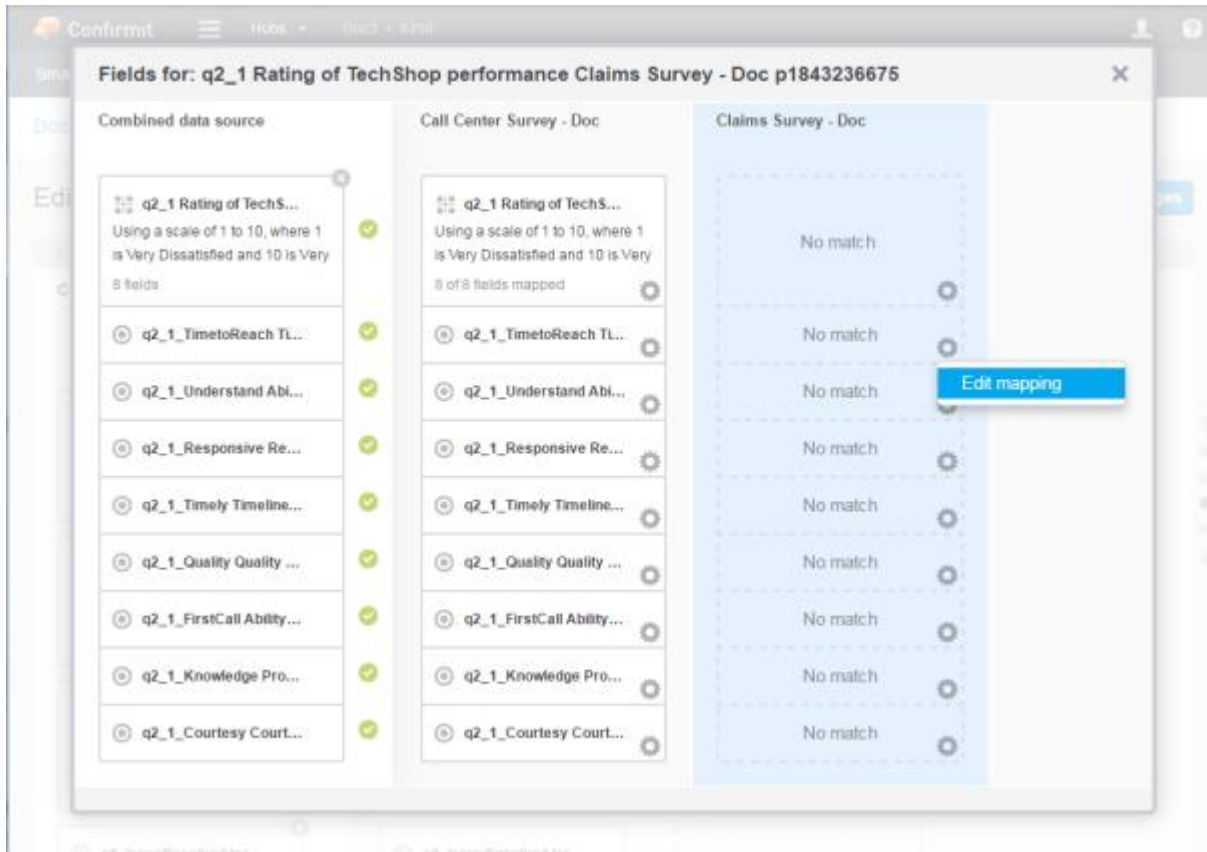 Confirmit
Hubs
Fields for: q2_1 Rating of TechShop performance Claims Survey - Doc p1843236675
Combined data source
Call Center Survey - Doc
Claims Survey - Doc
q2_1 Rating of TechS...
Using a scale of 1 to 10, where 1
is Very Dissatisfied and 10 is Very
8 fields
q2_1 Rating of TechS...
Using a scale of 1 to 10, where 1
is Very Dissatisfied and 10 is Very
8 of 8 fields mapped
No match
q2_1_TimetoReach Ti...
q2_1_TimetoReach Ti...
No match
Edit mapping
q2_1_Understand Abi...
q2_1_Understand Abi...
No match
q2_1_Responsive Re...
q2_1_Responsive Re...
No match
q2_1_Timely Timeline...
q2_1_Timely Timeline...
No match
q2_1_Quality Quality ...
q2_1_Quality Quality ...
No match
q2_1_FirstCall Ability...
q2_1_FirstCall Ability...
No match
q2_1_Knowledge Pro...
q2_1_Knowledge Pro...
No match
q2_1_Courtesy Court...
q2_1_Courtesy Court...
No match